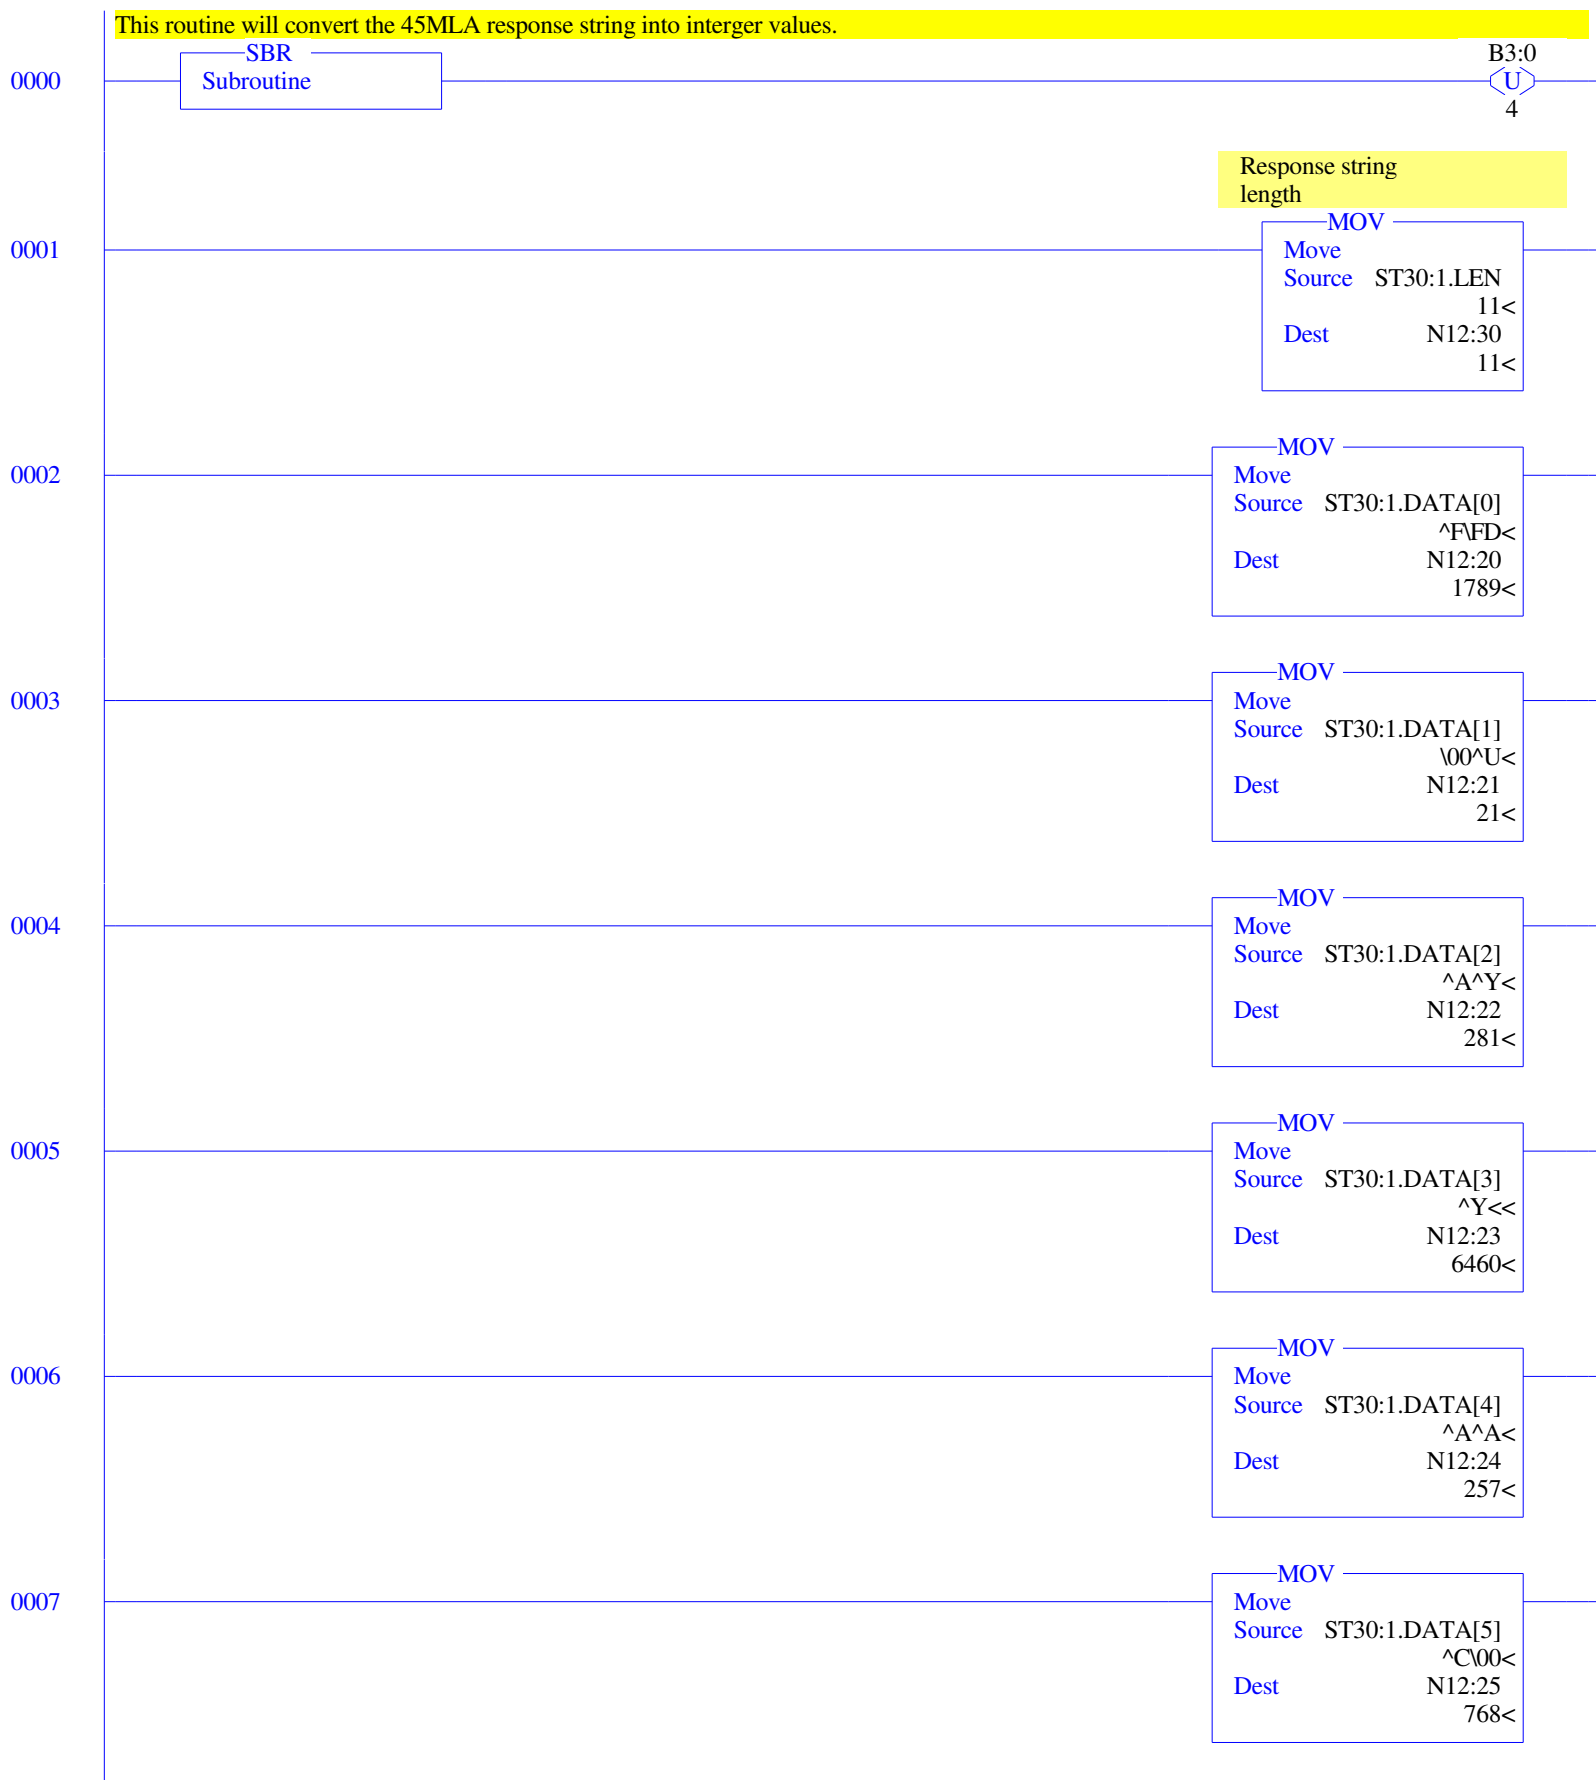 This routine will convert the 45MLA response string into interger values.
SBR
Subroutine
0000
B3:0
U
4
Response string
length
MOV
0001
Move
Source ST30:1.LEN
11<
Dest N12:30
11<
MOV
0002
Move
Source ST30:1.DATA[0]
^F\FD<
Dest N12:20
1789<
MOV
0003
Move
Source ST30:1.DATA[1]
\00^U<
Dest N12:21
21<
MOV
0004
Move
Source ST30:1.DATA[2]
^A^Y<
Dest N12:22
281<
MOV
0005
Move
Source ST30:1.DATA[3]
^Y<<
Dest N12:23
6460<
MOV
0006
Move
Source ST30:1.DATA[4]
^A^A<
Dest N12:24
257<
MOV
0007
Move
Source ST30:1.DATA[5]
^C\00<
Dest N12:25
768<